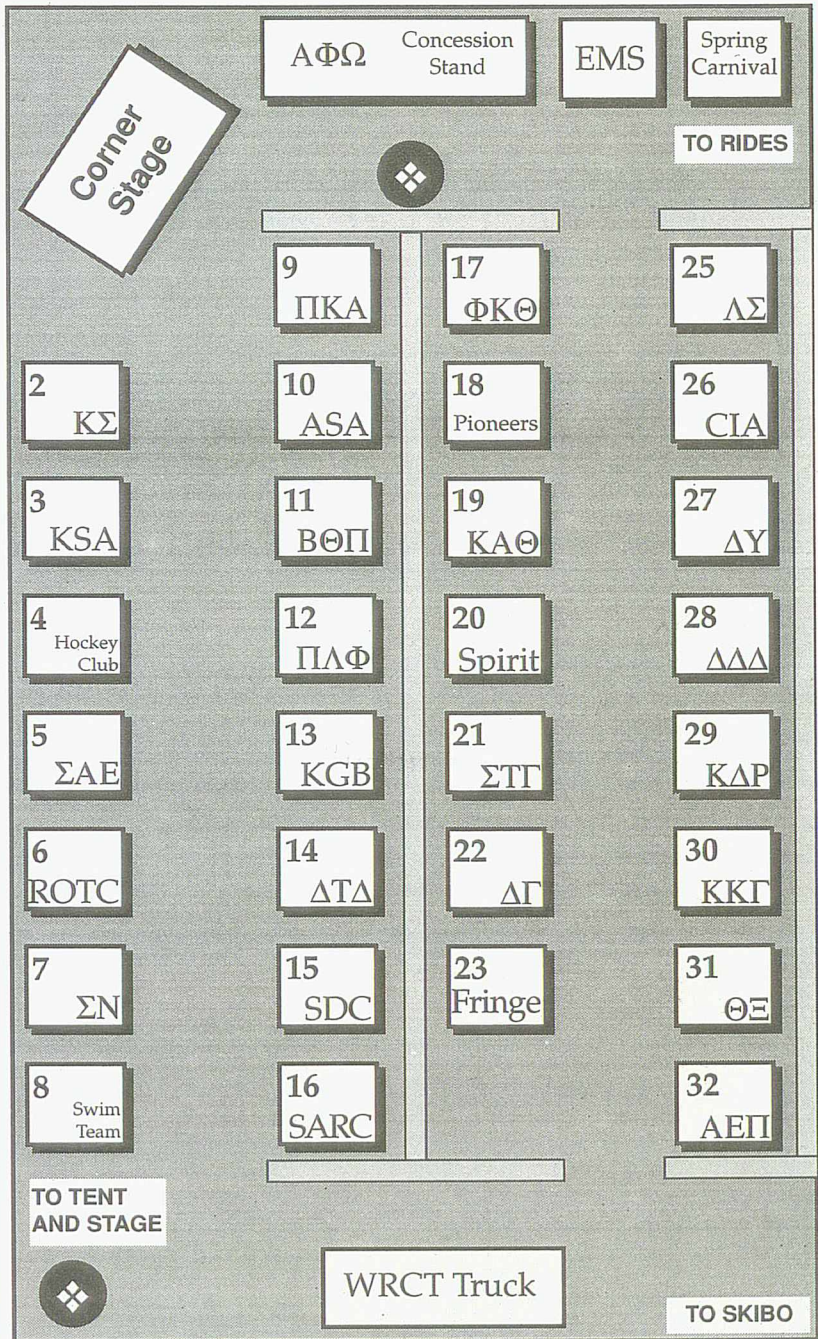 ΑΦΩ Concession
Stand
EMS
Spring
Carnival
Corner
Stage
TO RIDES
9
ΠΚΑ
17
ΦΚΘ
25
ΛΣ
2
ΚΣ
10
ASA
18
Pioneers
26
CIA
3
KSA
11
ΒΘΠ
19
ΚΑΘ
27
ΔΥ
4
Hockey
Club
12
ΠΛΦ
20
Spirit
28
ΔΔΔ
5
ΣΑΕ
13
KGB
21
ΣΤΓ
29
ΚΔΡ
6
ROTC
14
ΔΤΔ
22
ΔΓ
30
ΚΚΓ
7
ΣΝ
15
SDC
23
Fringe
31
ΘΞ
8
Swim
Team
16
SARC
32
ΑΕΠ
TO TENT
AND STAGE
WRCT Truck
TO SKIBO